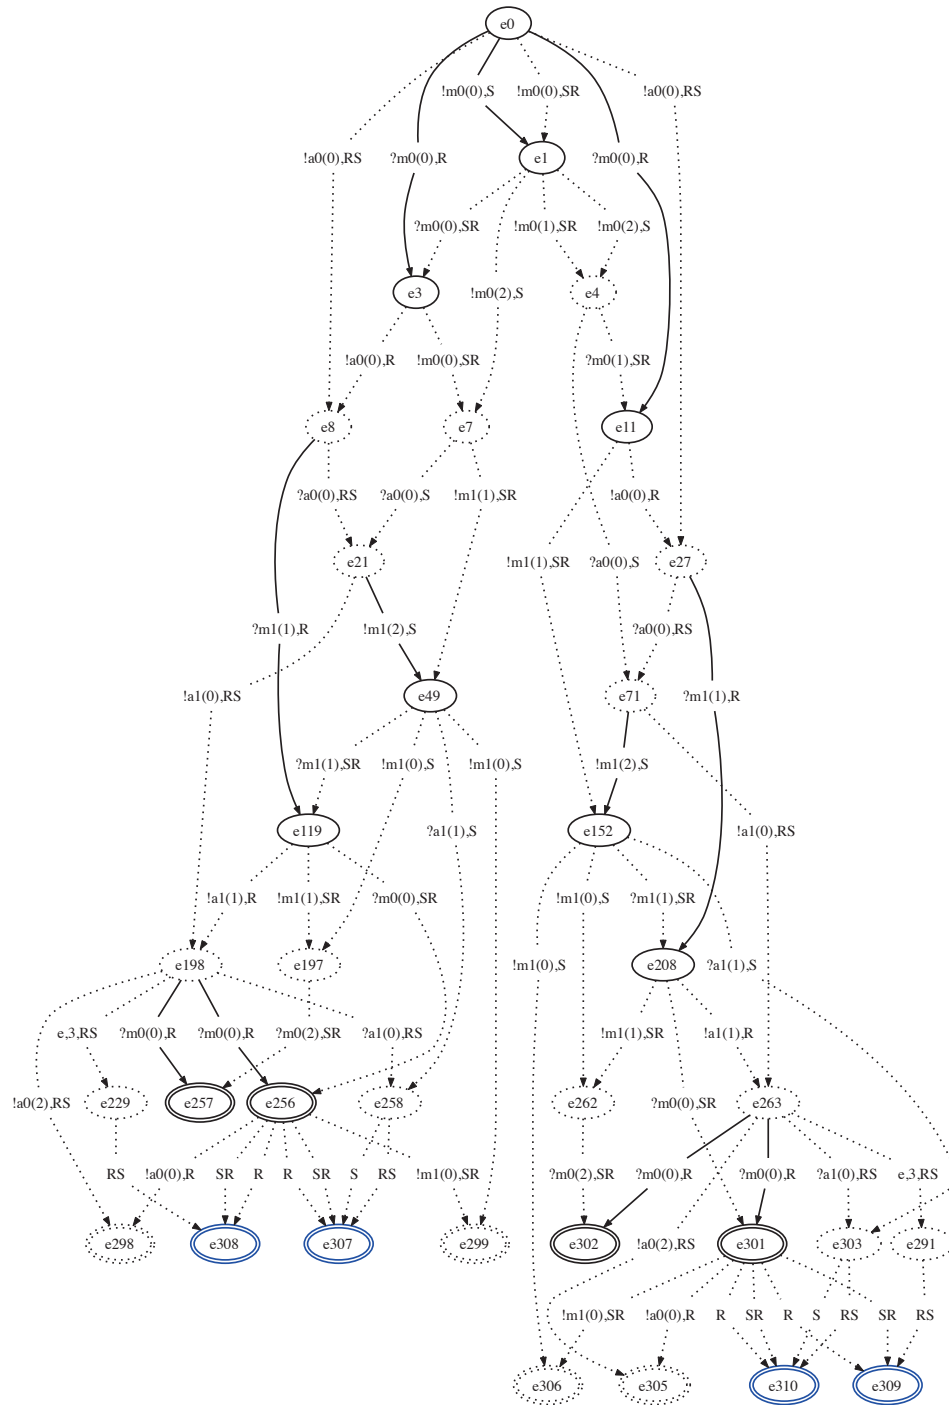 e0
!m0(0),S !m0(0),SR !a0(0),RS
!a0(0),RS ?m0(0),R e1 ?m0(0),R
?m0(0),SR !m0(1),SR !m0(2),S
e3 !m0(2),S e4
!a0(0),R !m0(0),SR ?m0(1),SR
e8 e7 e11
?a0(0),RS ?a0(0),S !m1(1),SR !a0(0),R
e21 !m1(1),SR ?a0(0),S e27
?m1(1),R !m1(2),S ?a0(0),RS
!a1(0),RS e49 e71 ?m1(1),R
?m1(1),SR !m1(0),S !m1(0),S !m1(2),S
e119 ?a1(1),S e152 !a1(0),RS
!a1(1),R !m1(1),SR ?m0(0),SR !m1(0),S ?m1(1),SR
e198 e197 !m1(0),S e208 ?a1(1),S
e,3,RS ?m0(0),R ?m0(0),R ?m0(2),SR ?a1(0),RS !m1(1),SR !a1(1),R
!a0(2),RS e229 e257 e256 e258 e262 ?m0(0),SR e263
RS !a0(0),R SR R R SR S RS !m1(0),SR ?m0(2),SR ?m0(0),R ?m0(0),R ?a1(0),RS e,3,RS
e298 e308 e307 e299 e302 !a0(2),RS e301 e303 e291
!m1(0),SR !a0(0),R R SR R S RS SR RS
e306 e305 e310 e309